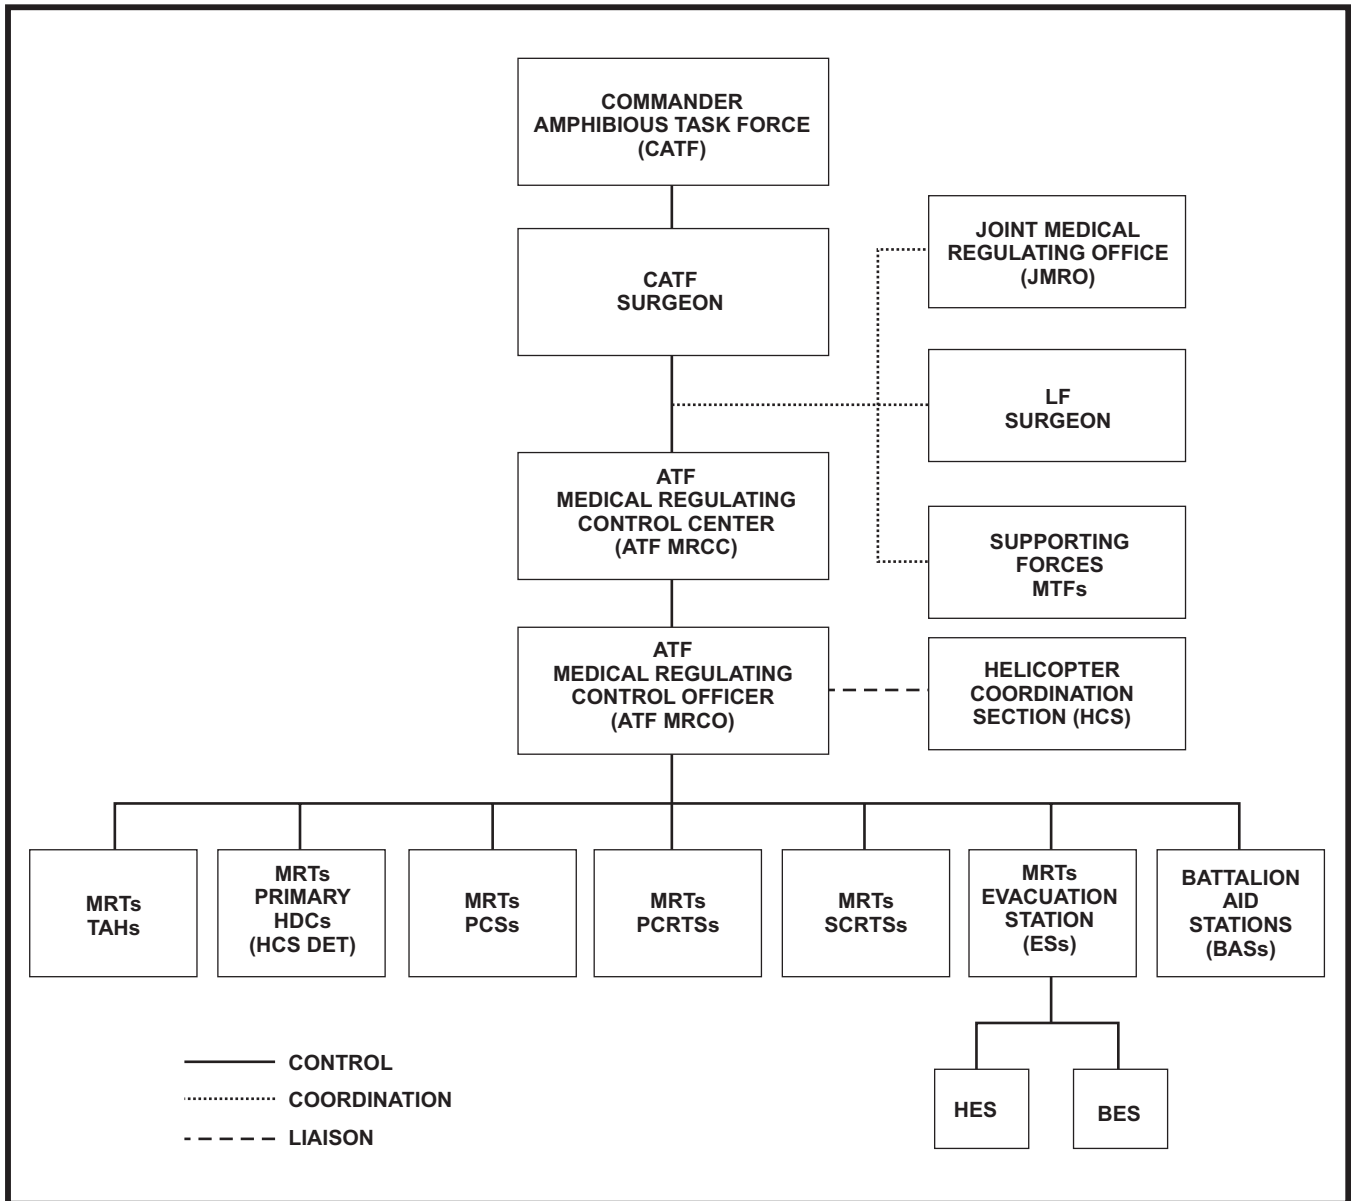 COMMANDER
AMPHIBIOUS TASK FORCE
(CATF)
CATF
SURGEON
JOINT MEDICAL
REGULATING OFFICE
(JMRO)
LF
SURGEON
ATF
MEDICAL REGULATING
CONTROL CENTER
(ATF MRCC)
SUPPORTING
FORCES
MTFs
ATF
MEDICAL REGULATING
CONTROL OFFICER
(ATF MRCO)
HELICOPTER
COORDINATION
SECTION (HCS)
MRTs
TAHs
MRTs
PRIMARY
HDCs
(HCS DET)
MRTs
PCSs
MRTs
PCRTSs
MRTs
SCRTSs
MRTs
EVACUATION
STATION
(ESs)
BATTALION
AID
STATIONS
(BASs)
HES
BES
CONTROL
COORDINATION
LIAISON